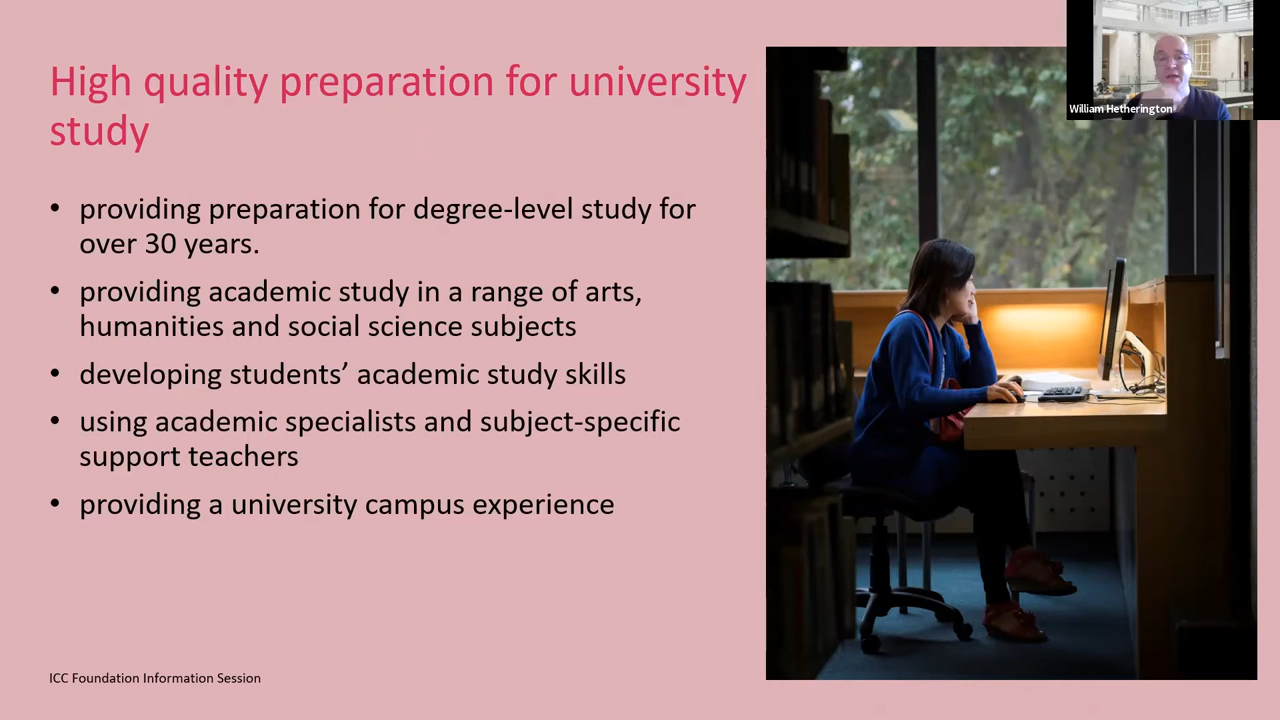 High quality preparation for university
study
• providing preparation for degree-level study for
over 30 years.
• providing academic study in a range of arts,
humanities and social science subjects
• developing students’ academic study skills
• using academic specialists and subject-specific
support teachers
• providing a university campus experience
ICC Foundation Information Session
William Hetherington